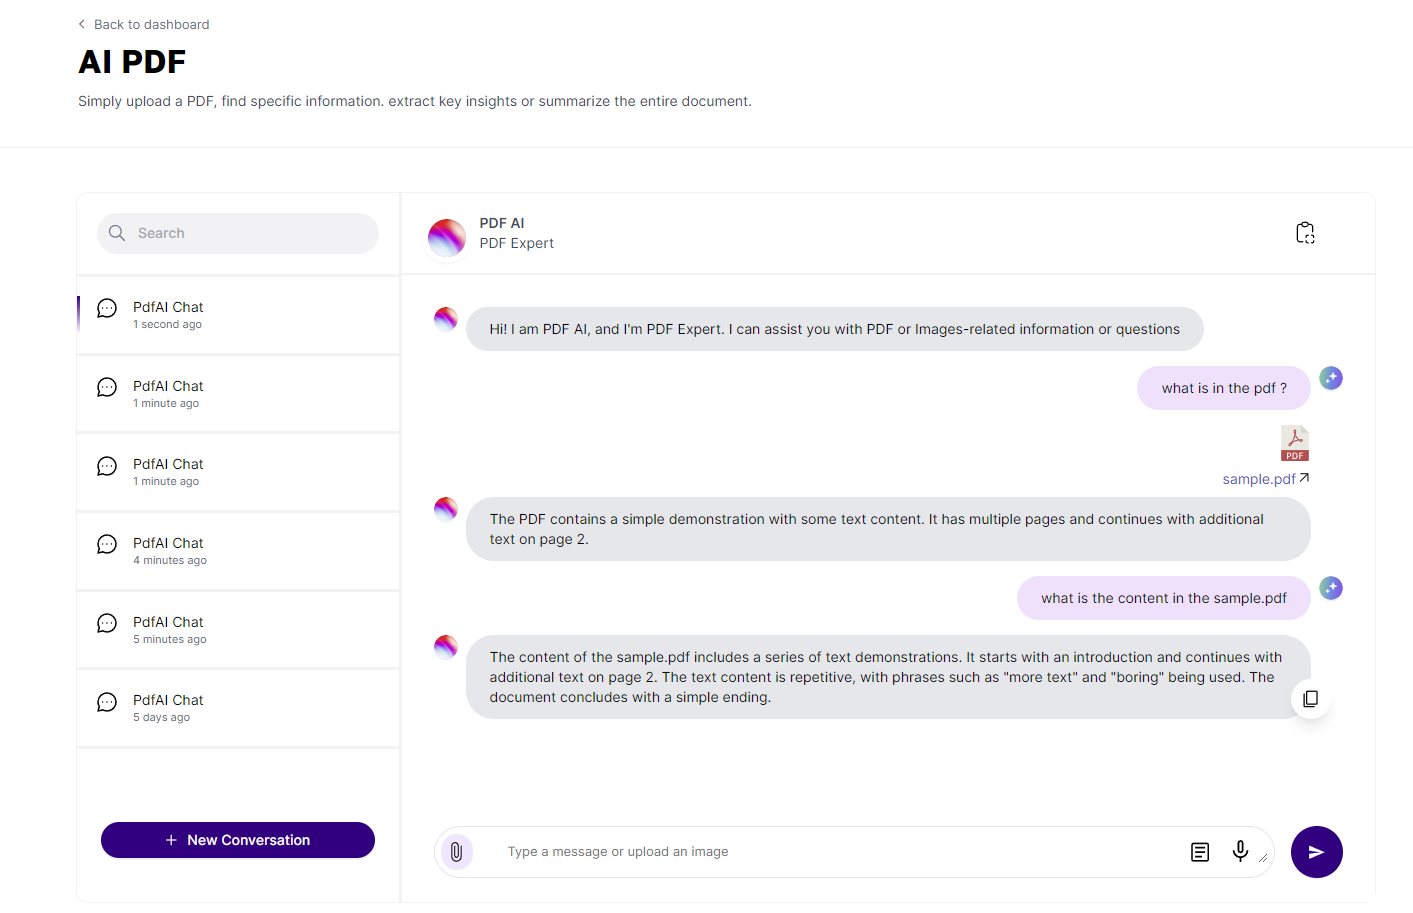 Back to dashboard
AI PDF
Simply upload a PDF, find specific information. extract key insights or summarize the entire document.
Search
PdfAI Chat
1 second ago
PdfAI Chat
1 minute ago
PdfAI Chat
1 minute ago
PdfAI Chat
4 minutes ago
PdfAI Chat
5 minutes ago
PdfAI Chat
5 days ago
+ New Conversation
PDF AI
PDF Expert
Hi! I am PDF AI, and I'm PDF Expert. I can assist you with PDF or Images-related information or questions
what is in the pdf ?
PDF
sample.pdf
The PDF contains a simple demonstration with some text content. It has multiple pages and continues with additional
text on page 2.
what is the content in the sample.pdf
The content of the sample.pdf includes a series of text demonstrations. It starts with an introduction and continues with
additional text on page 2. The text content is repetitive, with phrases such as "more text" and "boring" being used. The
document concludes with a simple ending.
Type a message or upload an image